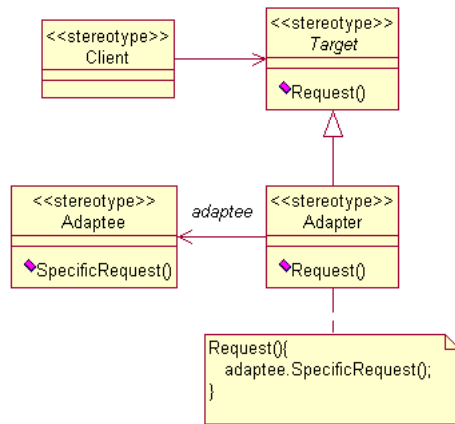 <<stereotype>>
Client
<<stereotype>>
Target
Request()
<<stereotype>>
Adaptee
SpecificRequest()
adaptee
<<stereotype>>
Adapter
Request()
Request(){
adaptee.SpecificRequest();
}